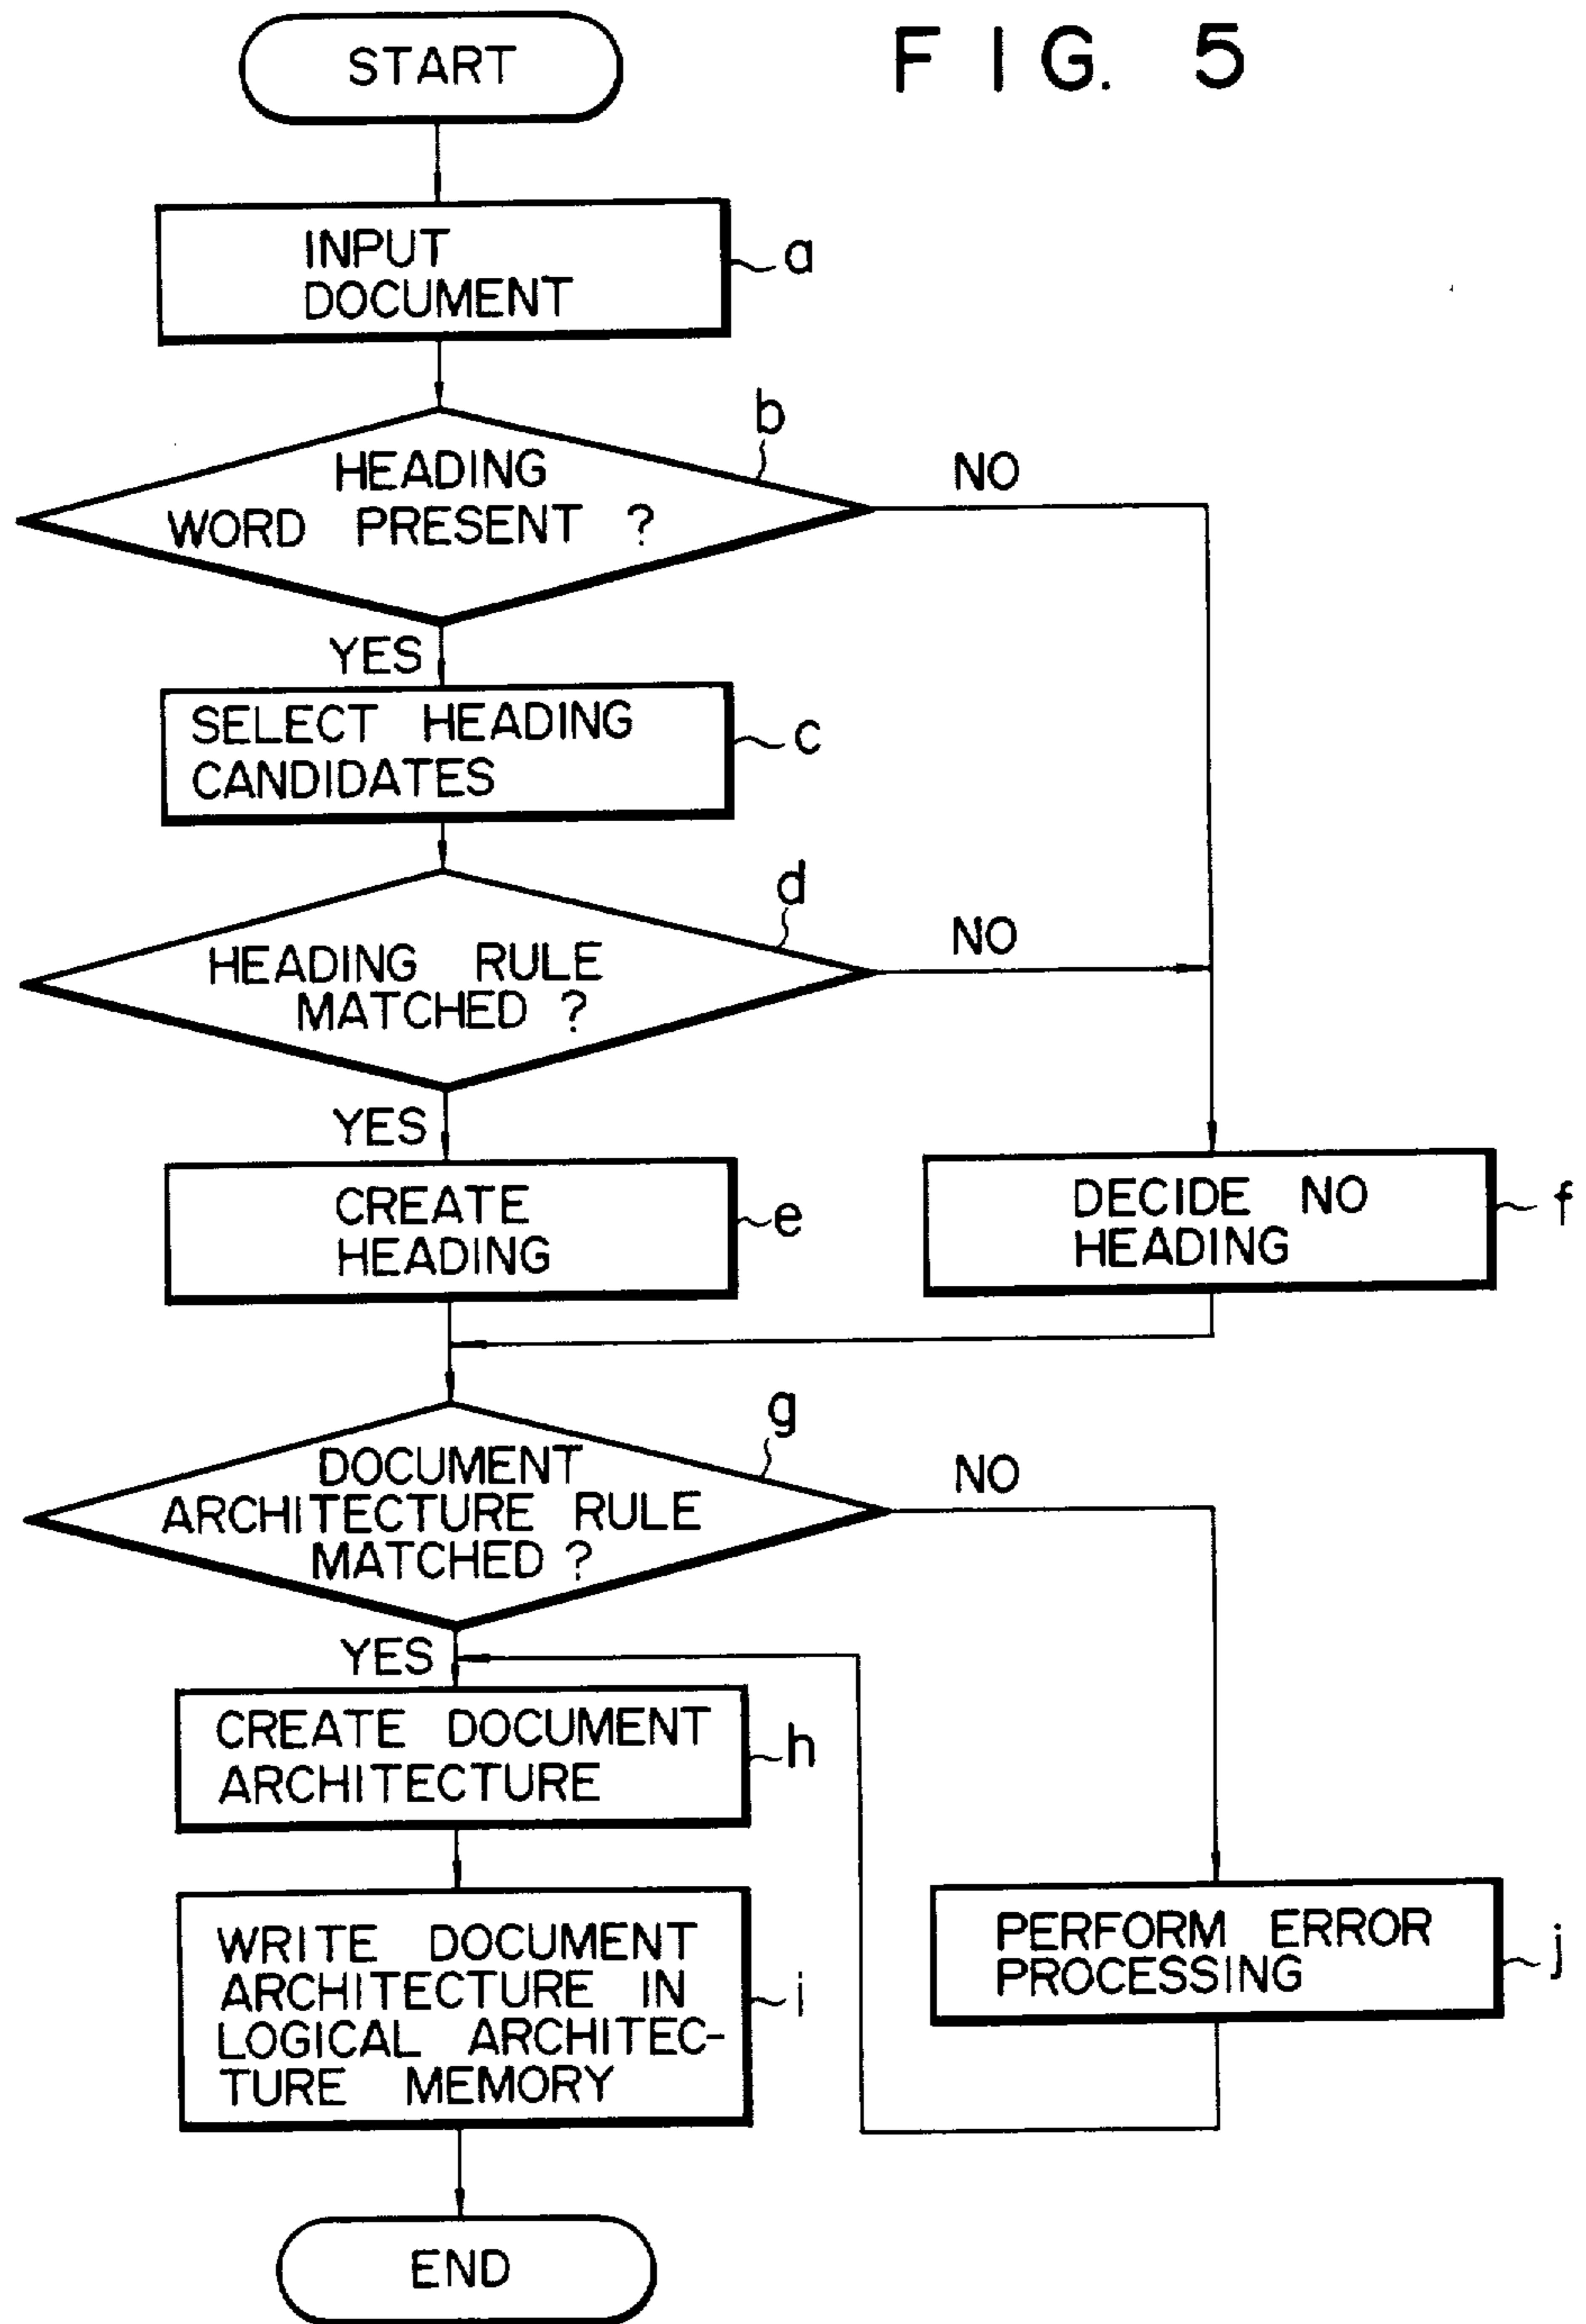 START
F I G. 5
INPUT
DOCUMENT
a
b
HEADING
WORD PRESENT ?
NO
YES
SELECT HEADING
CANDIDATES
c
d
HEADING RULE
MATCHED ?
NO
YES
CREATE
HEADING
e
DECIDE NO
HEADING
f
g
DOCUMENT
ARCHITECTURE RULE
MATCHED ?
NO
YES
CREATE DOCUMENT
ARCHITECTURE
h
WRITE DOCUMENT
ARCHITECTURE IN
LOGICAL ARCHITEC-
TURE MEMORY
i
PERFORM ERROR
PROCESSING
j
END